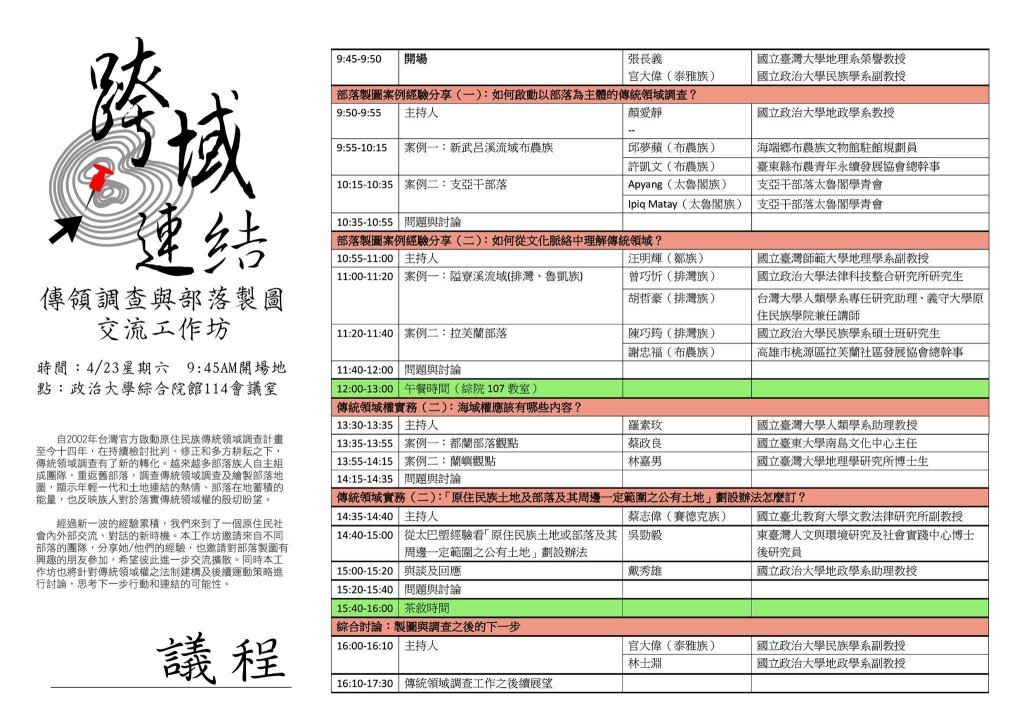 跨域
連結
傳領調查與部落製圖
交流工作坊
時間：4/23星期六　9:45AM開場地
點：政治大學綜合院館114會議室
自2002年台灣官方啟動原住民族傳統領域調查計畫
至今十四年，在持續檢討批判、修正和多方耕耘之下，
傳統領域調查有了新的轉化。越來越多部落族人自主組
成團隊，重返舊部落，調查傳統領域調查及繪製部落地
圖，顯示年輕一代和土地連結的熱情、部落在地蓄積的
能量，也反映族人對於落實傳統領域權的殷切盼望。
經過新一波的經驗累積，我們來到了一個原住民社
會內外部交流、對話的新時機。本工作坊邀請來自不同
部落的團隊，分享她/他們的經驗，也邀請對部落製圖有
興趣的朋友參加，希望彼此進一步交流擴散。同時本工
作坊也將針對傳統領域權之法制建構及後續運動策略進
行討論，思考下一步行動和連結的可能性。
議程
9:45-9:50 開場 張長義 國立臺灣大學地理系榮譽教授
官大偉（泰雅族） 國立政治大學民族學系副教授
部落製圖案例經驗分享（一）：如何啟動以部落為主體的傳統領域調查？
9:50-9:55 主持人 顏愛靜 國立政治大學地政學系教授
--
9:55-10:15 案例一：新武呂溪流域布農族 邱夢蘋（布農族） 海端鄉布農族文物館駐館規劃員
許凱文（布農族） 臺東縣布農青年永續發展協會總幹事
10:15-10:35 案例二：支亞干部落 Apyang（太魯閣族） 支亞干部落太魯閣學青會
Ipiq Matay（太魯閣族） 支亞干部落太魯閣學青會
10:35-10:55 問題與討論
部落製圖案例經驗分享（二）：如何從文化脈絡中理解傳統領域？
10:55-11:00 主持人 汪明輝（鄒族） 國立臺灣師範大學地理學系副教授
11:00-11:20 案例一：隘寮溪流域(排灣、魯凱族) 曾巧忻（排灣族） 國立政治大學法律科技整合研究所研究生
胡哲豪（排灣族） 台灣大學人類學系專任研究助理、義守大學原
住民族學院兼任講師
11:20-11:40 案例二：拉芙蘭部落 陳巧筠（排灣族） 國立政治大學民族學系碩士班研究生
謝忠福（布農族） 高雄市桃源區拉芙蘭社區發展協會總幹事
11:40-12:00 問題與討論
12:00-13:00 午餐時間（綜院 107 教室）
傳統領域權實務（二）：海域權應該有哪些內容？
13:30-13:35 主持人 羅素玫 國立臺灣大學人類學系助理教授
13:35-13:55 案例一：都蘭部落觀點 蔡政良 國立臺東大學南島文化中心主任
13:55-14:15 案例二：蘭嶼觀點 林嘉男 國立臺灣大學地理學研究所博士生
14:15-14:35 問題與討論
傳統領域實務（二）：「原住民族土地及部落及其周邊一定範圍之公有土地」劃設辦法怎麼訂？
14:35-14:40 主持人 蔡志偉（賽德克族） 國立臺北教育大學文教法律研究所副教授
14:40-15:00 從太巴塱經驗看「原住民族土地或部落及其 吳勁毅 東臺灣人文與環境研究及社會實踐中心博士
周邊一定範圍之公有土地」劃設辦法 後研究員
15:00-15:20 與談及回應 戴秀雄 國立政治大學地政學系助理教授
15:20-15:40 問題與討論
15:40-16:00 茶敘時間
綜合討論：製圖與調查之後的下一步
16:00-16:10 主持人 官大偉（泰雅族） 國立政治大學民族學系副教授
林士淵 國立政治大學地政學系副教授
16:10-17:30 傳統領域調查工作之後續展望